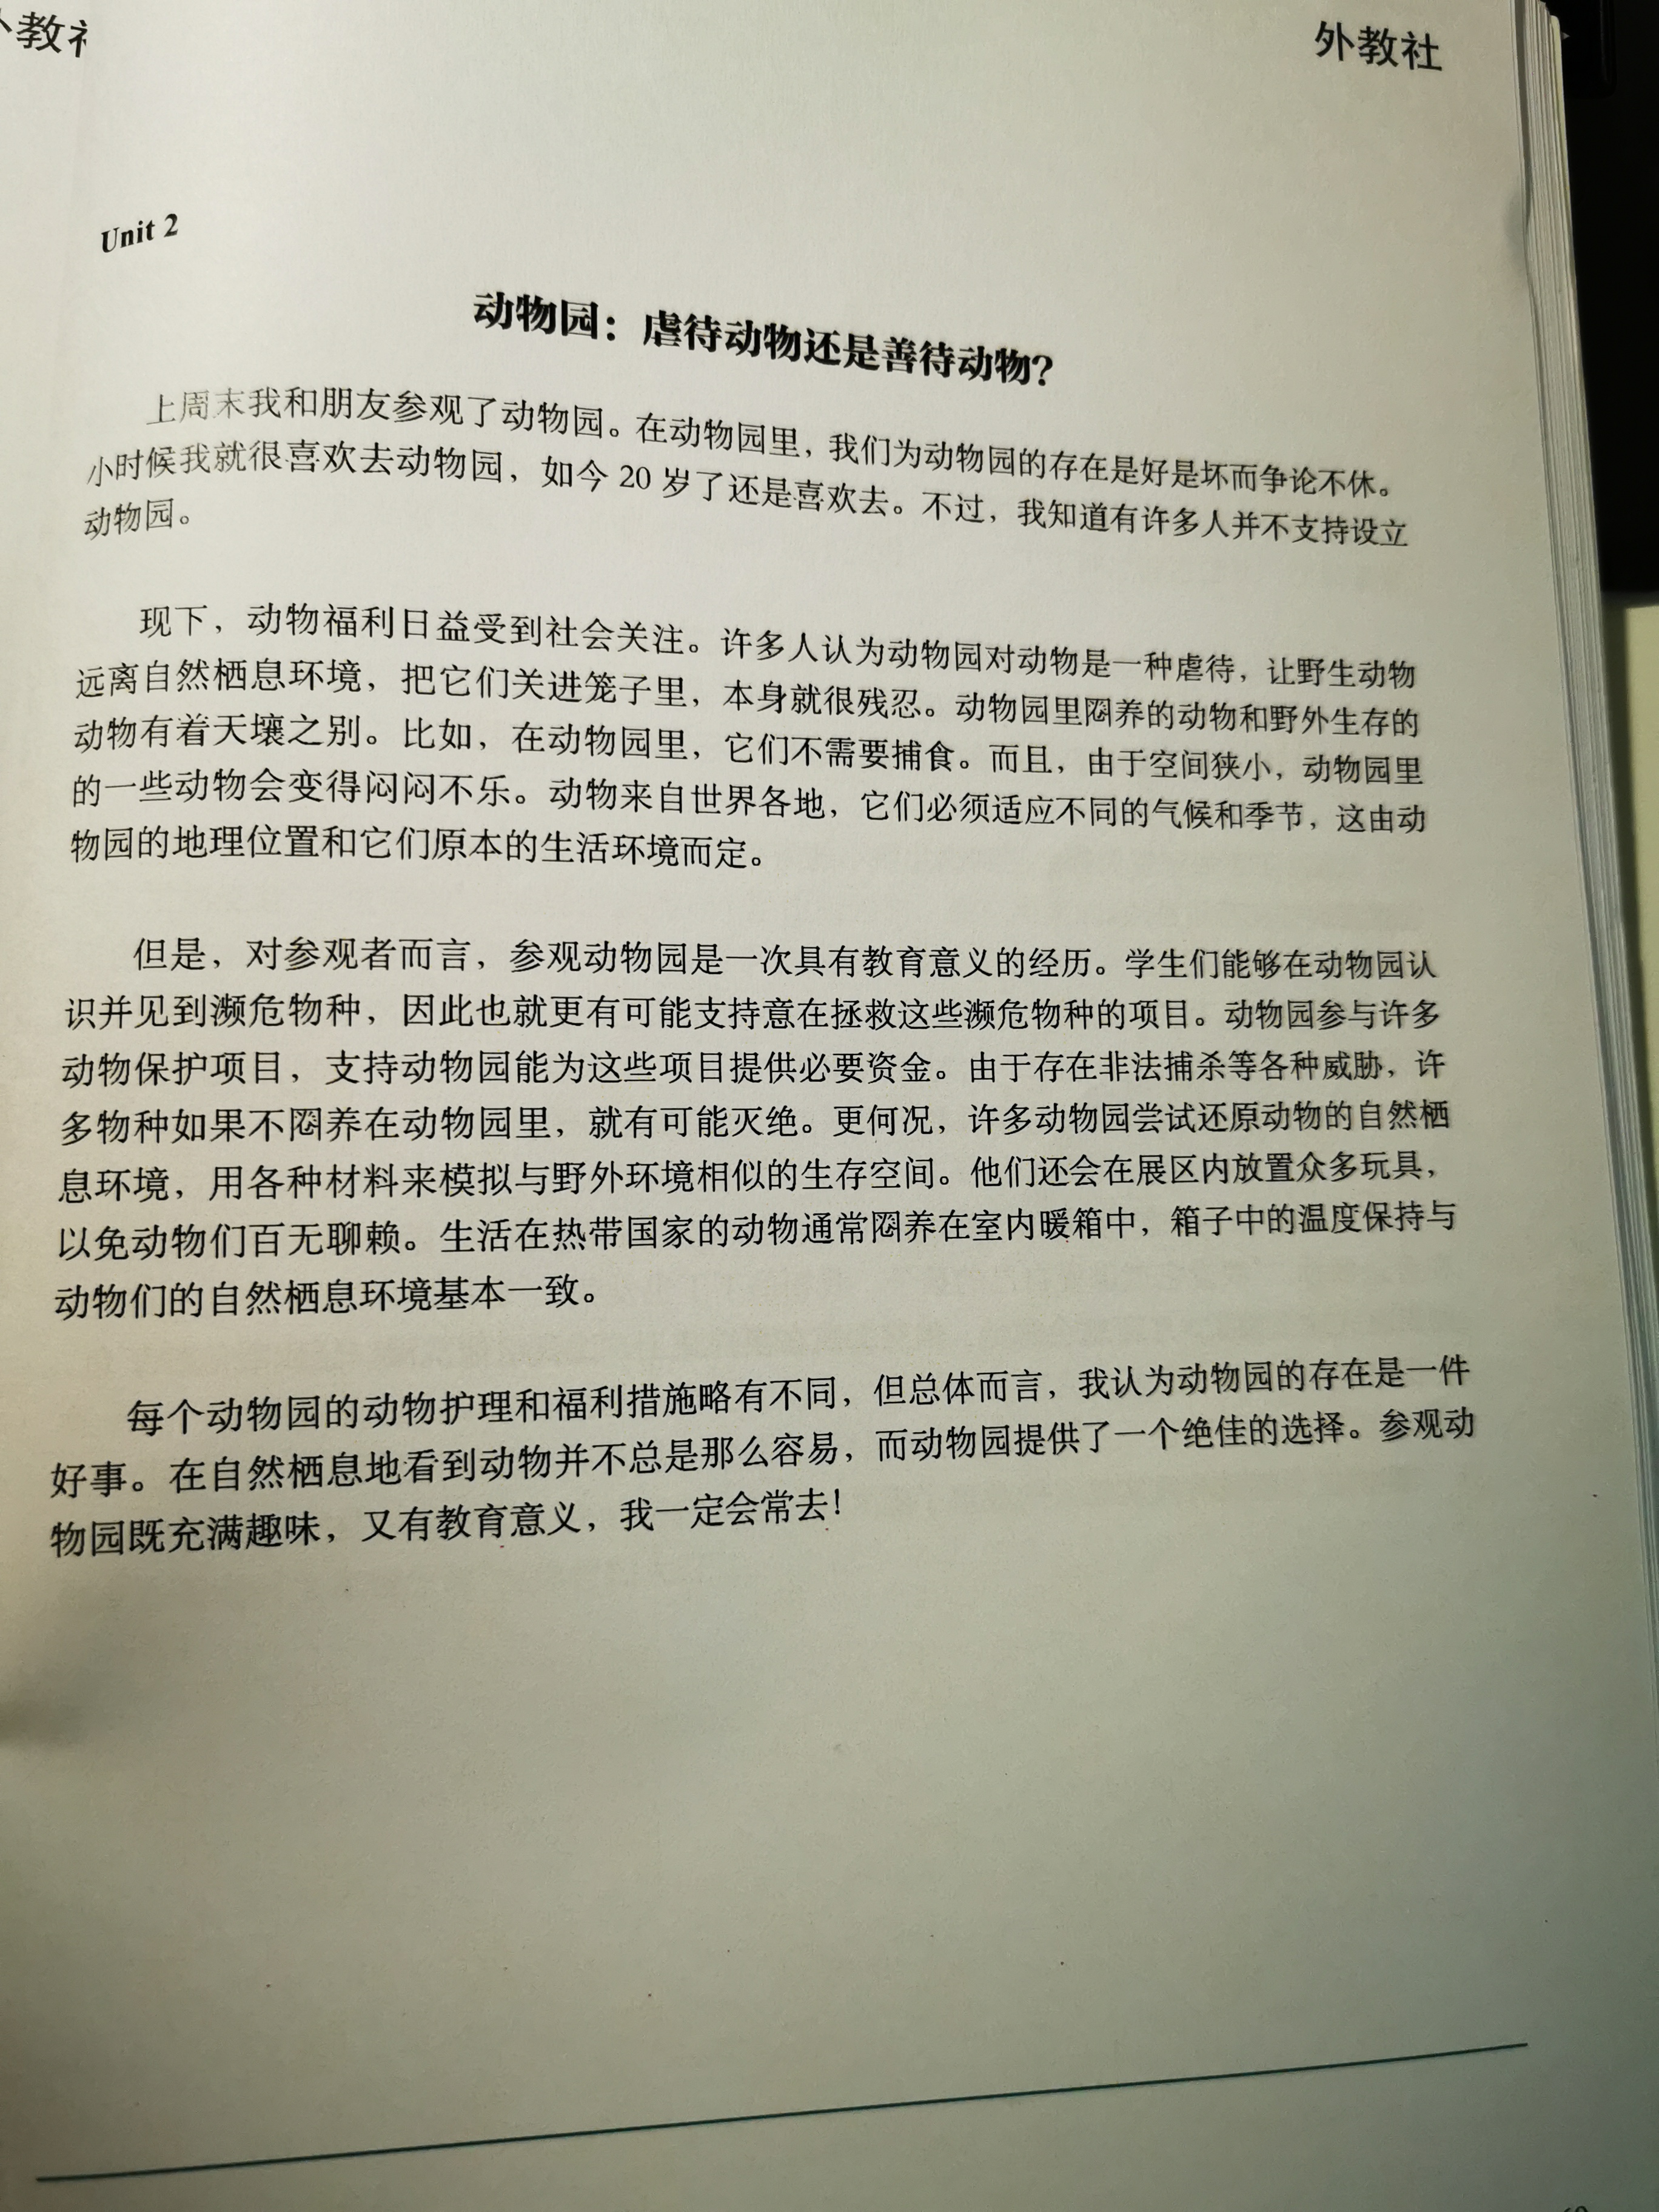 外教社
Unit 2
动物园：虐待动物还是善待动物？
上周末我和朋友参观了动物园。在动物园里，我们为动物园的存在是好是坏而争论不休。
小时候我就很喜欢去动物园，如今 20 岁了还是喜欢去。不过，我知道有许多人并不支持设立
动物园。
现下，动物福利日益受到社会关注。许多人认为动物园对动物是一种虐待，让野生动物
远离自然栖息环境，把它们关进笼子里，本身就很残忍。动物园里圈养的动物和野外生存的
动物有着天壤之别。比如，在动物园里，它们不需要捕食。而且，由于空间狭小，动物园里
的一些动物会变得闷闷不乐。动物来自世界各地，它们必须适应不同的气候和季节，这由动
物园的地理位置和它们原本的生活环境而定。
但是，对参观者而言，参观动物园是一次具有教育意义的经历。学生们能够在动物园认
识并见到濒危物种，因此也就更有可能支持意在拯救这些濒危物种的项目。动物园参与许多
动物保护项目，支持动物园能为这些项目提供必要资金。由于存在非法捕杀等各种威胁，许
多物种如果不圈养在动物园里，就有可能灭绝。更何况，许多动物园尝试还原动物的自然栖
息环境，用各种材料来模拟与野外环境相似的生存空间。他们还会在展区内放置众多玩具，
以免动物们百无聊赖。生活在热带国家的动物通常圈养在室内暖箱中，箱子中的温度保持与
动物们的自然栖息环境基本一致。
每个动物园的动物护理和福利措施略有不同，但总体而言，我认为动物园的存在是一件
好事。在自然栖息地看到动物并不总是那么容易，而动物园提供了一个绝佳的选择。参观动
物园既充满趣味，又有教育意义，我一定会常去！